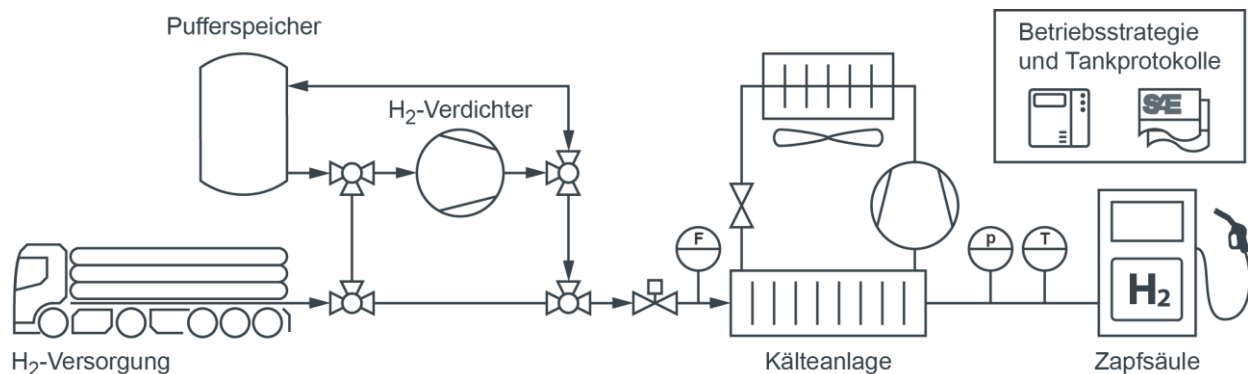 Pufferspeicher
H₂-Verdichter
Betriebsstrategie
und Tankprotokolle
SAE
F
p
T
H₂
H₂-Versorgung
Kälteanlage
Zapfsäule